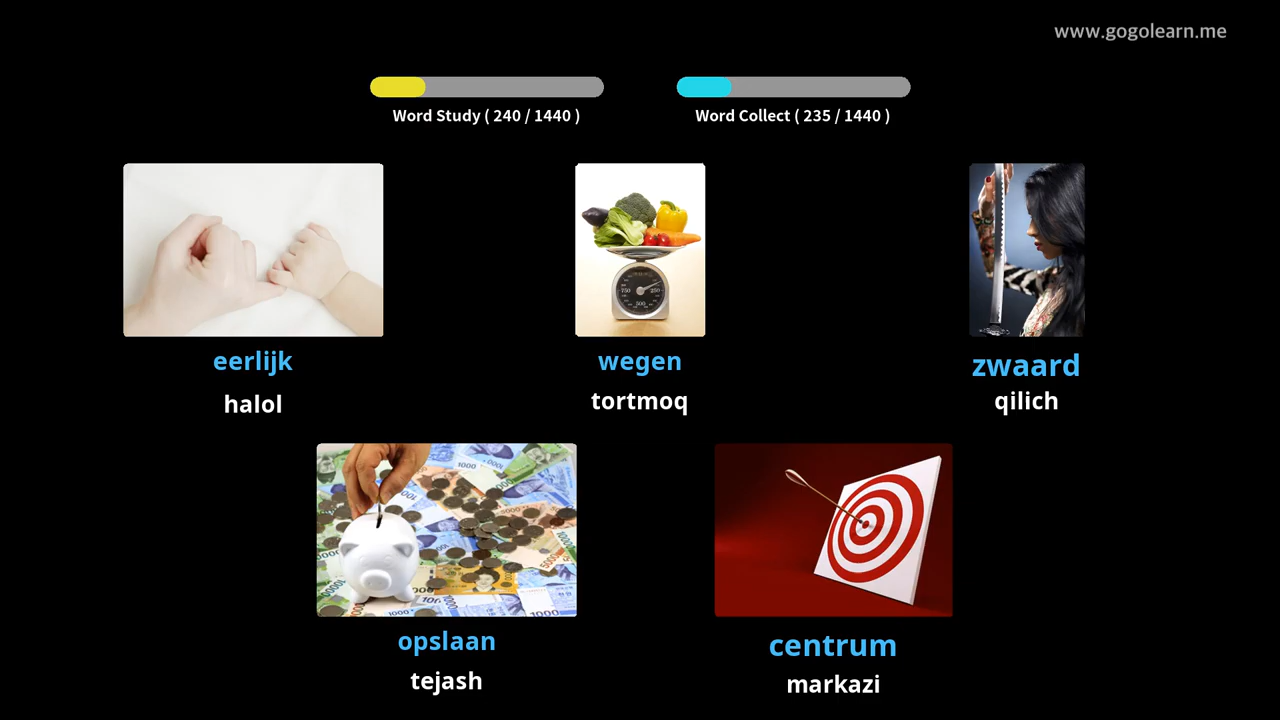 www.gogolearn.me
Word Study ( 240 / 1440 )
Word Collect ( 235 / 1440 )
eerlijk
halol
wegen
tortmoq
zwaard
qilich
opslaan
tejash
centrum
markazi